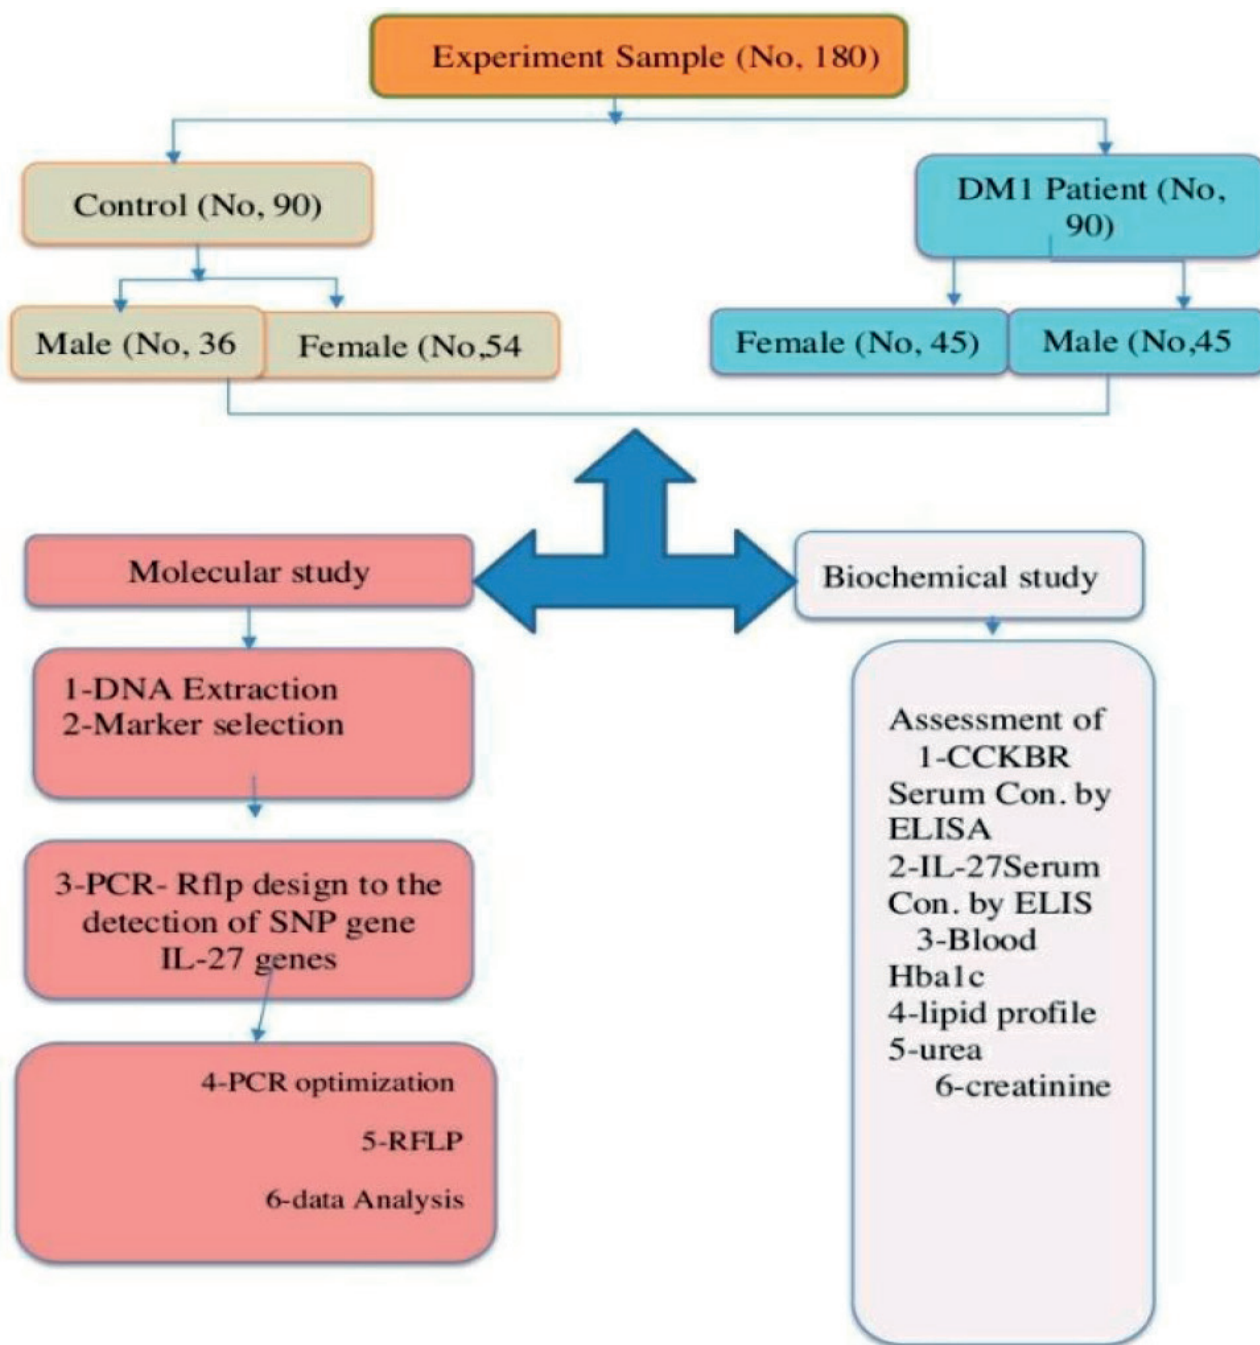 Experiment Sample (No, 180)
Control (No, 90)
DM1 Patient (No,
90)
Male (No, 36
Female (No,54
Female (No, 45)
Male (No,45
Molecular study
1-DNA Extraction
2-Marker selection
3-PCR- Rflp design to the
detection of SNP gene
IL-27 genes
4-PCR optimization
5-RFLP
6-data Analysis
Biochemical study
Assessment of
1-CCKBR
Serum Con. by
ELISA
2-IL-27Serum
Con. by ELIS
3-Blood
Hba1c
4-lipid profile
5-urea
6-creatinine